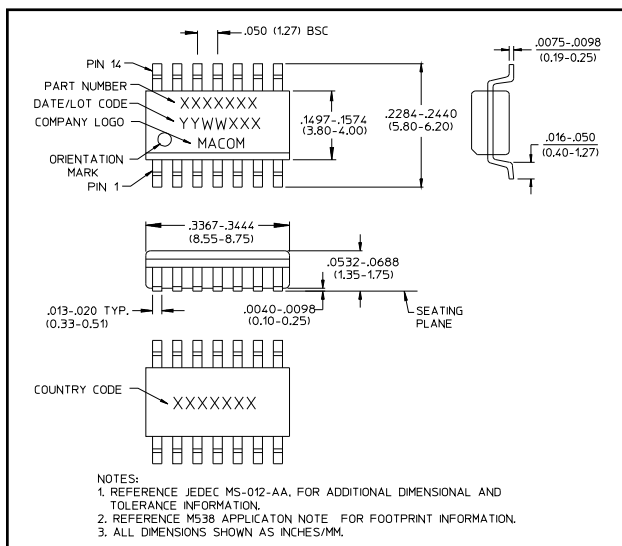 .050 (1.27) BSC
PIN 14
PART NUMBER
DATE/LOT CODE
COMPANY LOGO
ORIENTATION
MARK
PIN 1
XXXXXXX
YYWWXXX
MACOM
.1497-.1574
(3.80-4.00)
.2284-.2440
(5.80-6.20)
.0075-.0098
(0.19-0.25)
.016-.050
(0.40-1.27)
.3367-.3444
(8.55-8.75)
.0532-.0688
(1.35-1.75)
.013-.020 TYP.
(0.33-0.51)
.0040-.0098
(0.10-0.25)
SEATING
PLANE
COUNTRY CODE
XXXXXXX
NOTES:
1. REFERENCE JEDEC MS-012-AA, FOR ADDITIONAL DIMENSIONAL AND
TOLERANCE INFORMATION.
2. REFERENCE M538 APPLICATON NOTE FOR FOOTPRINT INFORMATION.
3. ALL DIMENSIONS SHOWN AS INCHES/MM.